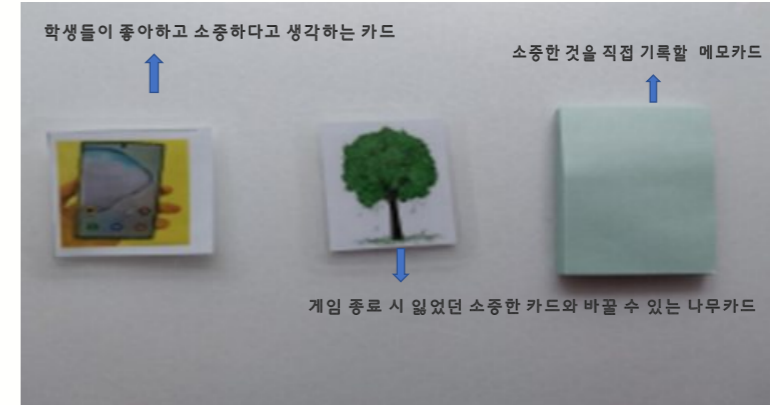 학생들이 좋아하고 소중하다고 생각하는 카드
소중한 것을 직접 기록할 메모카드
게임 종료 시 잃었던 소중한 카드와 바꿀 수 있는 나무카드